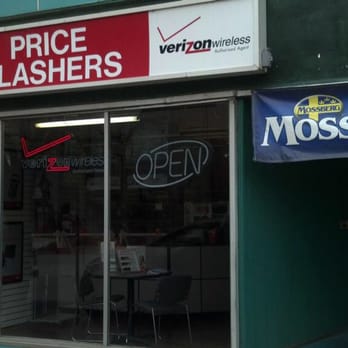 PRICE
LASHERS
verizonwireless
Authorized Agent
verizonwireless
OPEN
MOSSBERG
MOSS